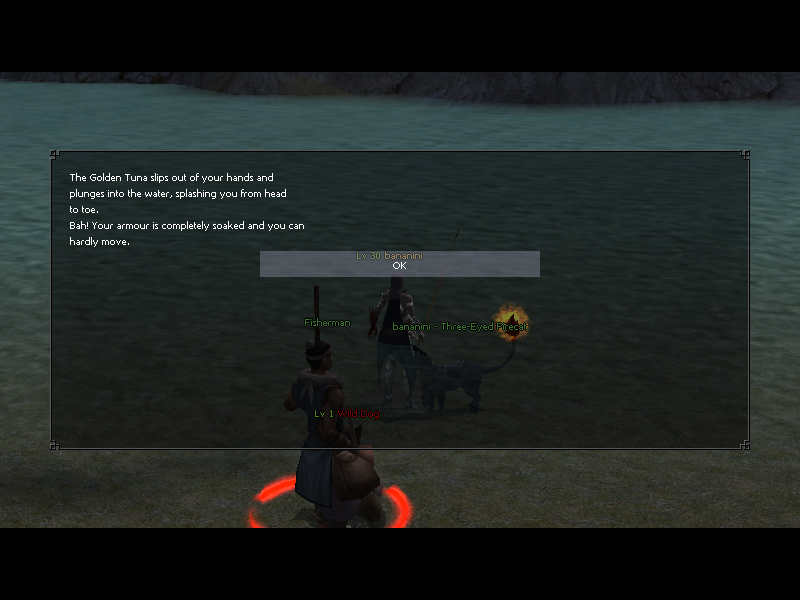 The Golden Tuna slips out of your hands and
plunges into the water, splashing you from head
to toe.
Bah! Your armour is completely soaked and you can
hardly move.
Lv 30 bananini
OK
Fisherman
bananini - Three-Eyed Firecat
Lv 1 Wild Dog